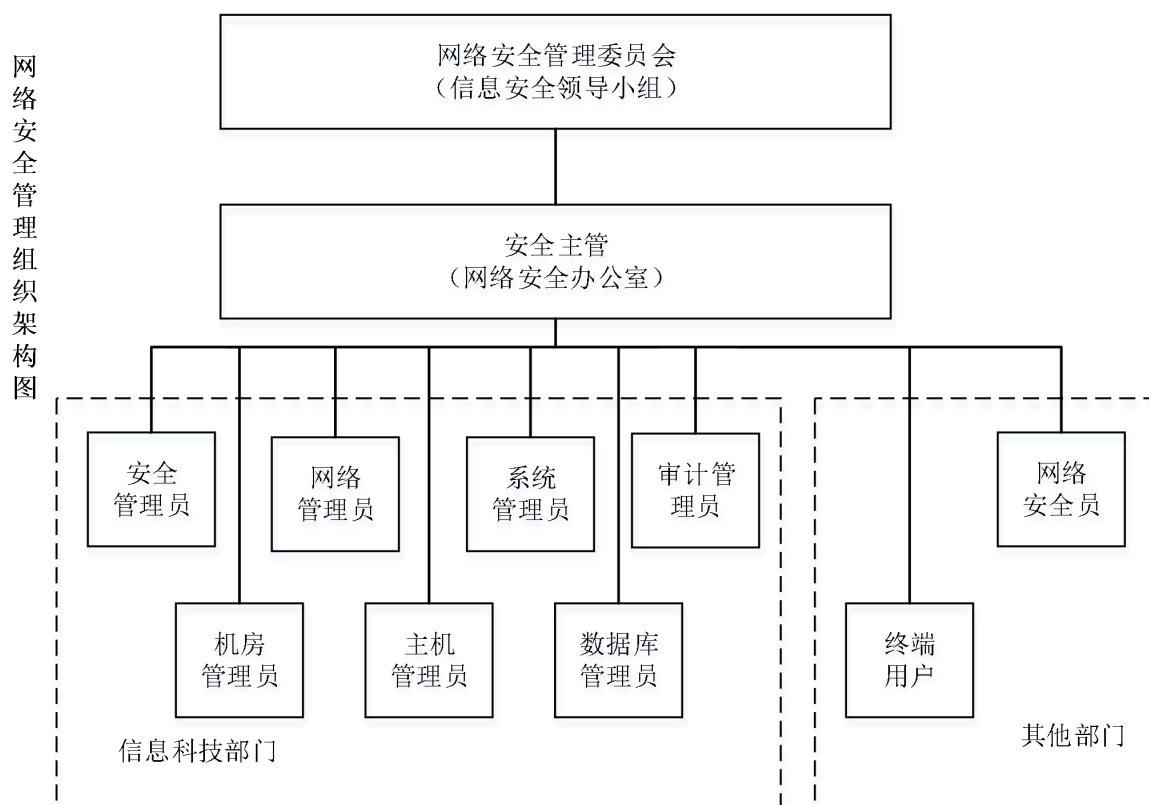 网络安全管理组织架构图
网络安全管理委员会
（信息安全领导小组）
安全主管
（网络安全办公室）
安全
管理员
网络
管理员
系统
管理员
审计管
理员
网络
安全员
机房
管理员
主机
管理员
数据库
管理员
终端
用户
信息科技部门
其他部门